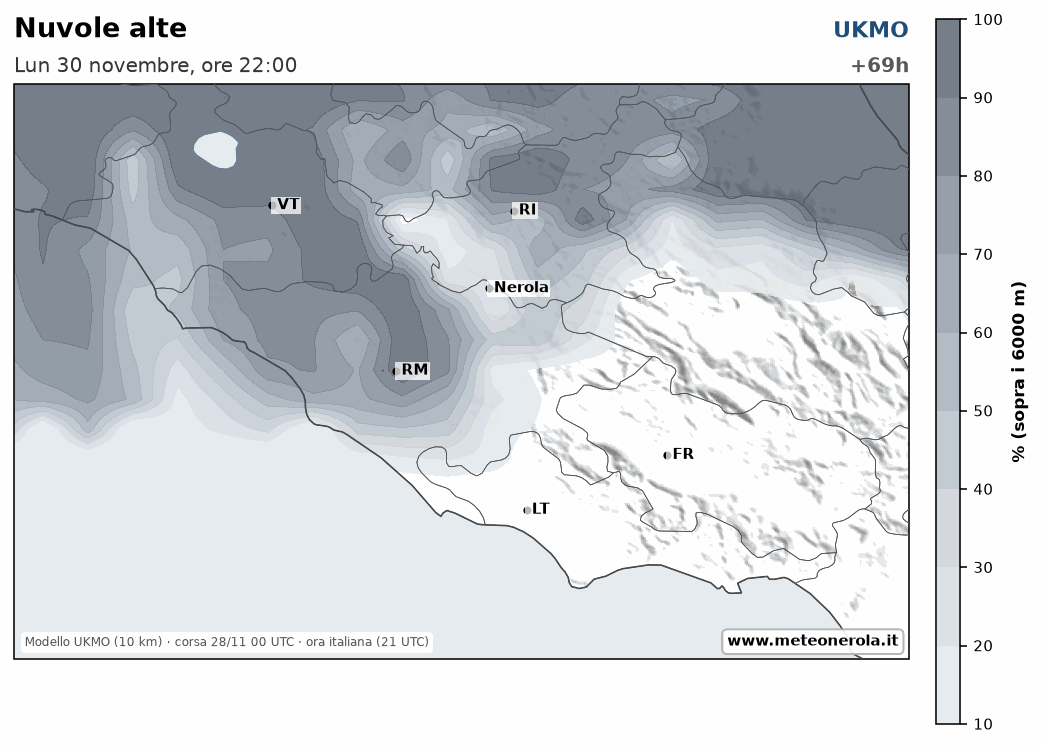 Nuvole alte
UKMO
Lun 30 novembre, ore 22:00
+69h
VT
RI
Nerola
RM
FR
LT
Modello UKMO (10 km) · corsa 28/11 00 UTC · ora italiana (21 UTC)
www.meteonerola.it
100
90
80
70
60
50
40
30
20
10
% (sopra i 6000 m)